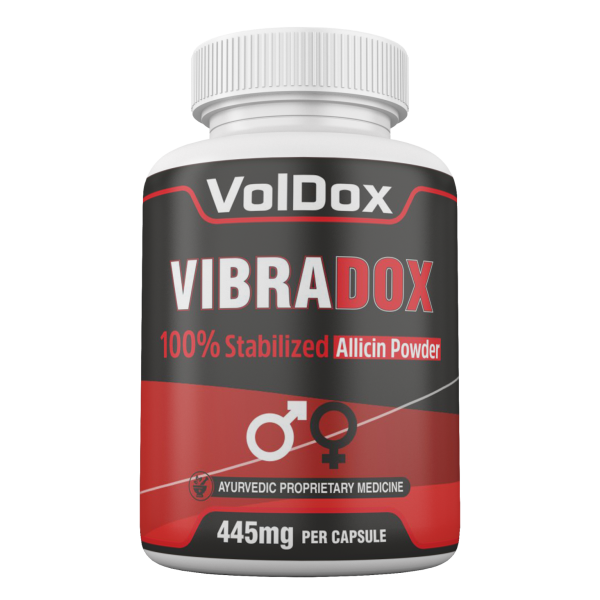 VolDox
VIBRADOX
100% Stabilized Allicin Powder
AYURVEDIC PROPRIETARY MEDICINE
445mg PER CAPSULE